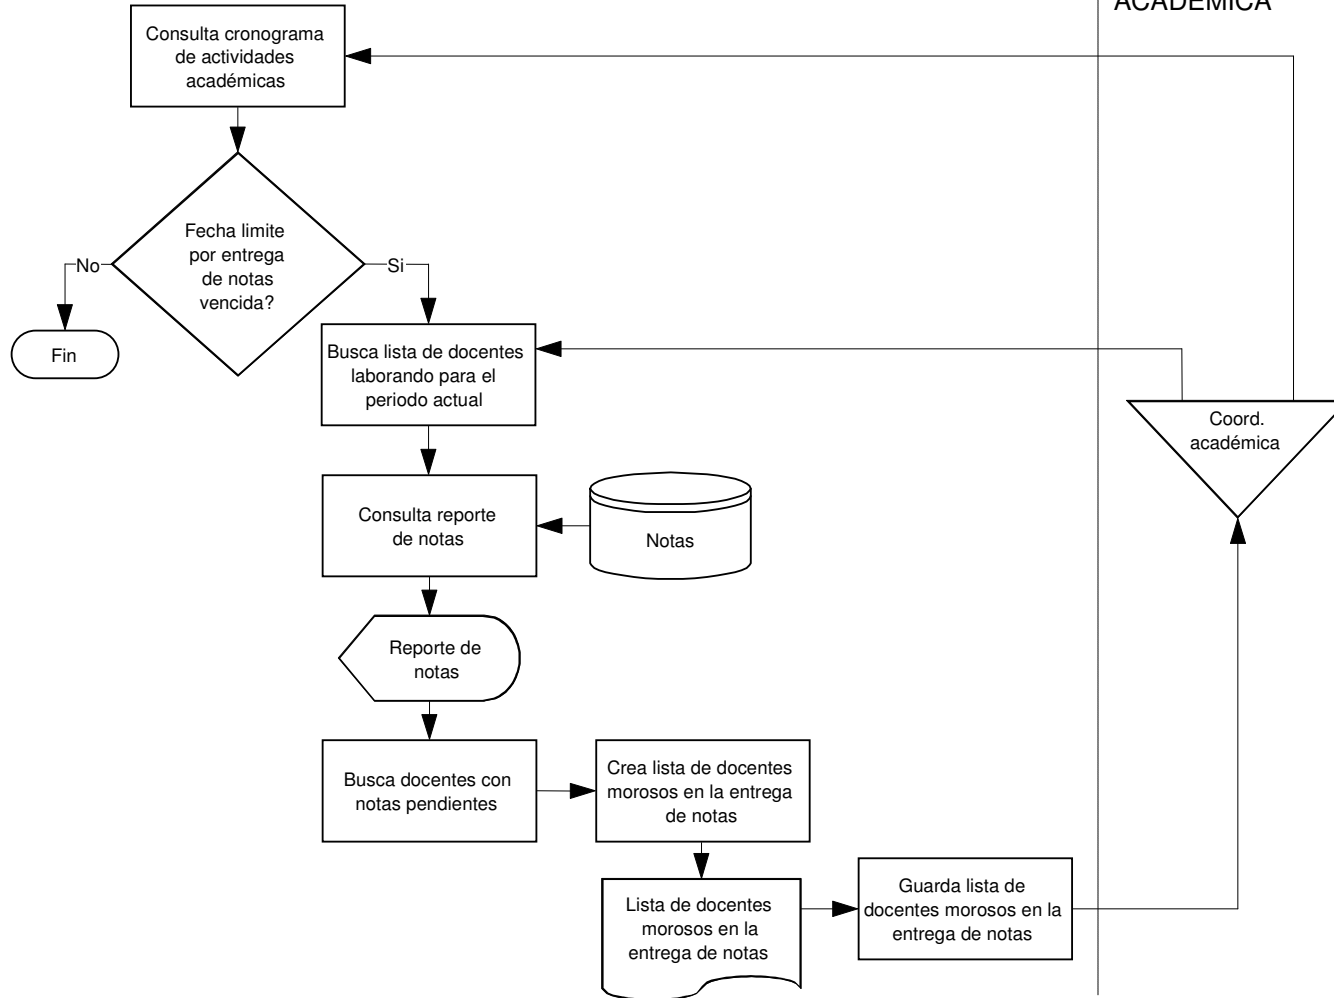 ACADEMICA
Consulta cronograma
de actividades
académicas
Fecha limite
por entrega
de notas
vencida?
No
Si
Fin
Busca lista de docentes
laborando para el
periodo actual
Coord.
académica
Consulta reporte
de notas
Notas
Reporte de
notas
Busca docentes con
notas pendientes
Crea lista de docentes
morosos en la entrega
de notas
Lista de docentes
morosos en la
entrega de notas
Guarda lista de
docentes morosos en la
entrega de notas